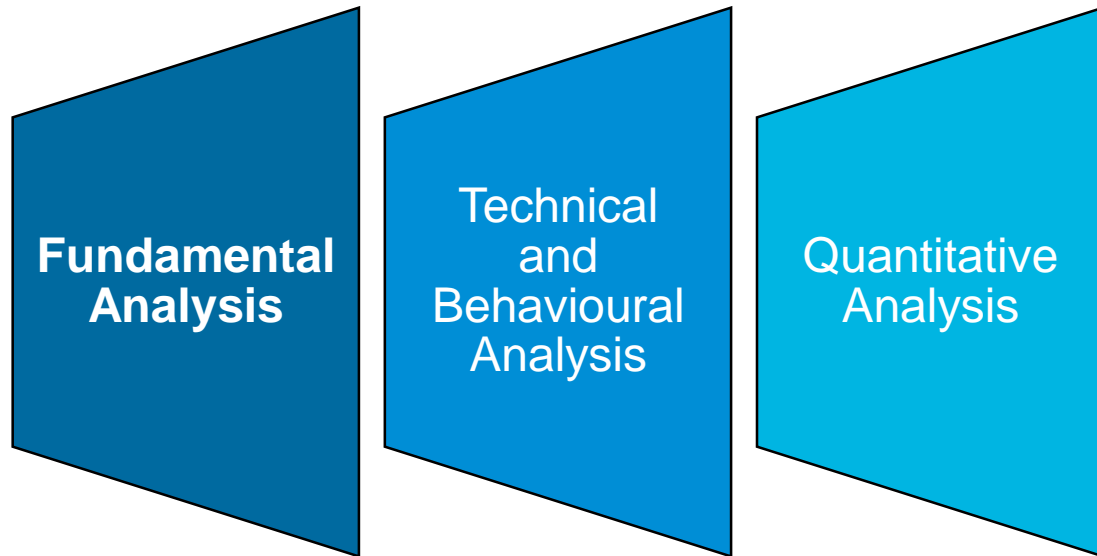 Fundamental
Analysis
Technical
and
Behavioural
Analysis
Quantitative
Analysis